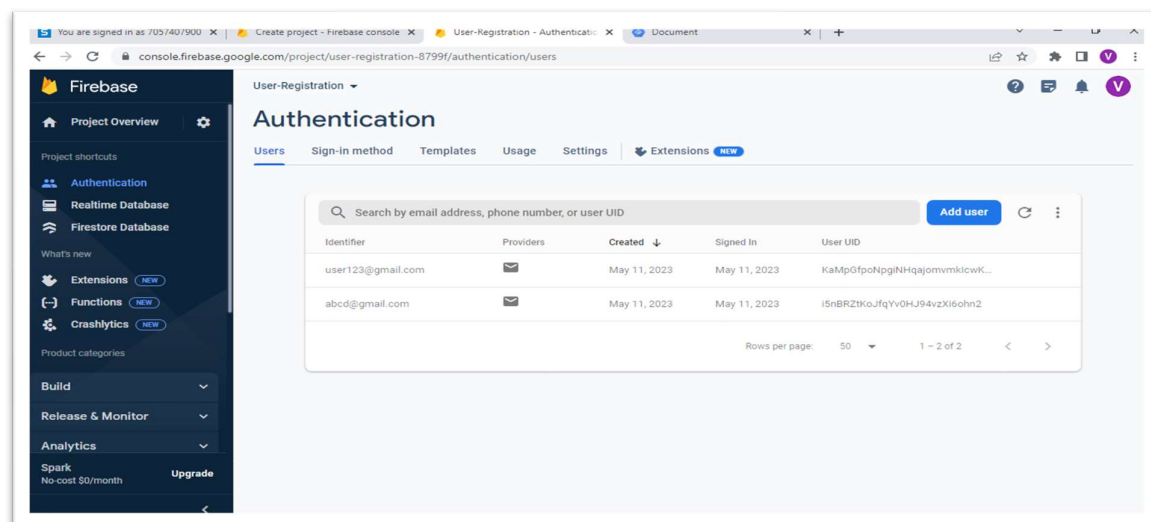 You are signed in as 7057407900
Create project - Firebase console
User-Registration - Authenticatic
Document
console.firebase.google.com/project/user-registration-8799f/authentication/users
V
Firebase
User-Registration
V
Project Overview
Authentication
Project shortcuts
Users Sign-in method Templates Usage Settings Extensions NEW
Authentication
Realtime Database
Firestore Database
What's new
Extensions NEW
Functions NEW
Crashlytics NEW
Product categories
Build
Release & Monitor
Analytics
Spark
No-cost $0/month
Upgrade
Search by email address, phone number, or user UID
Add user
Identifier Providers Created Signed In User UID
user123@gmail.com May 11, 2023 May 11, 2023
abcd@gmail.com May 11, 2023 May 11, 2023 i5nBRZtKoJfqYv0HJ94vzXi6ohn2
Rows per page: 50 1 – 2 of 2